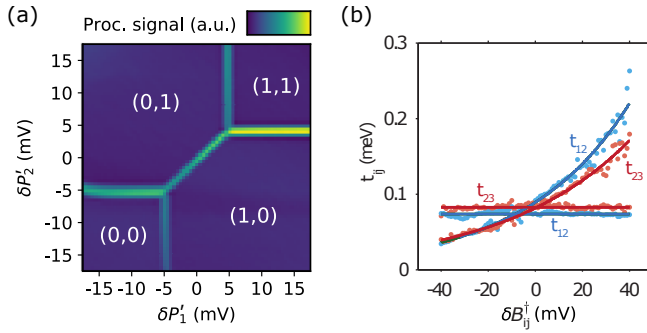 (a)
Proc. signal (a.u.)
15
10
5
0
-5
-10
-15
δP′₂ (mV)
(0,1)
(1,1)
(0,0)
(1,0)
-15 -10 -5 0 5 10 15
δP′₁ (mV)
(b)
0.3
0.2
0.1
0
t_ij (meV)
t₁₂
t₂₃
t₂₃
t₁₂
-40 -20 0 20 40
δB†_ij (mV)